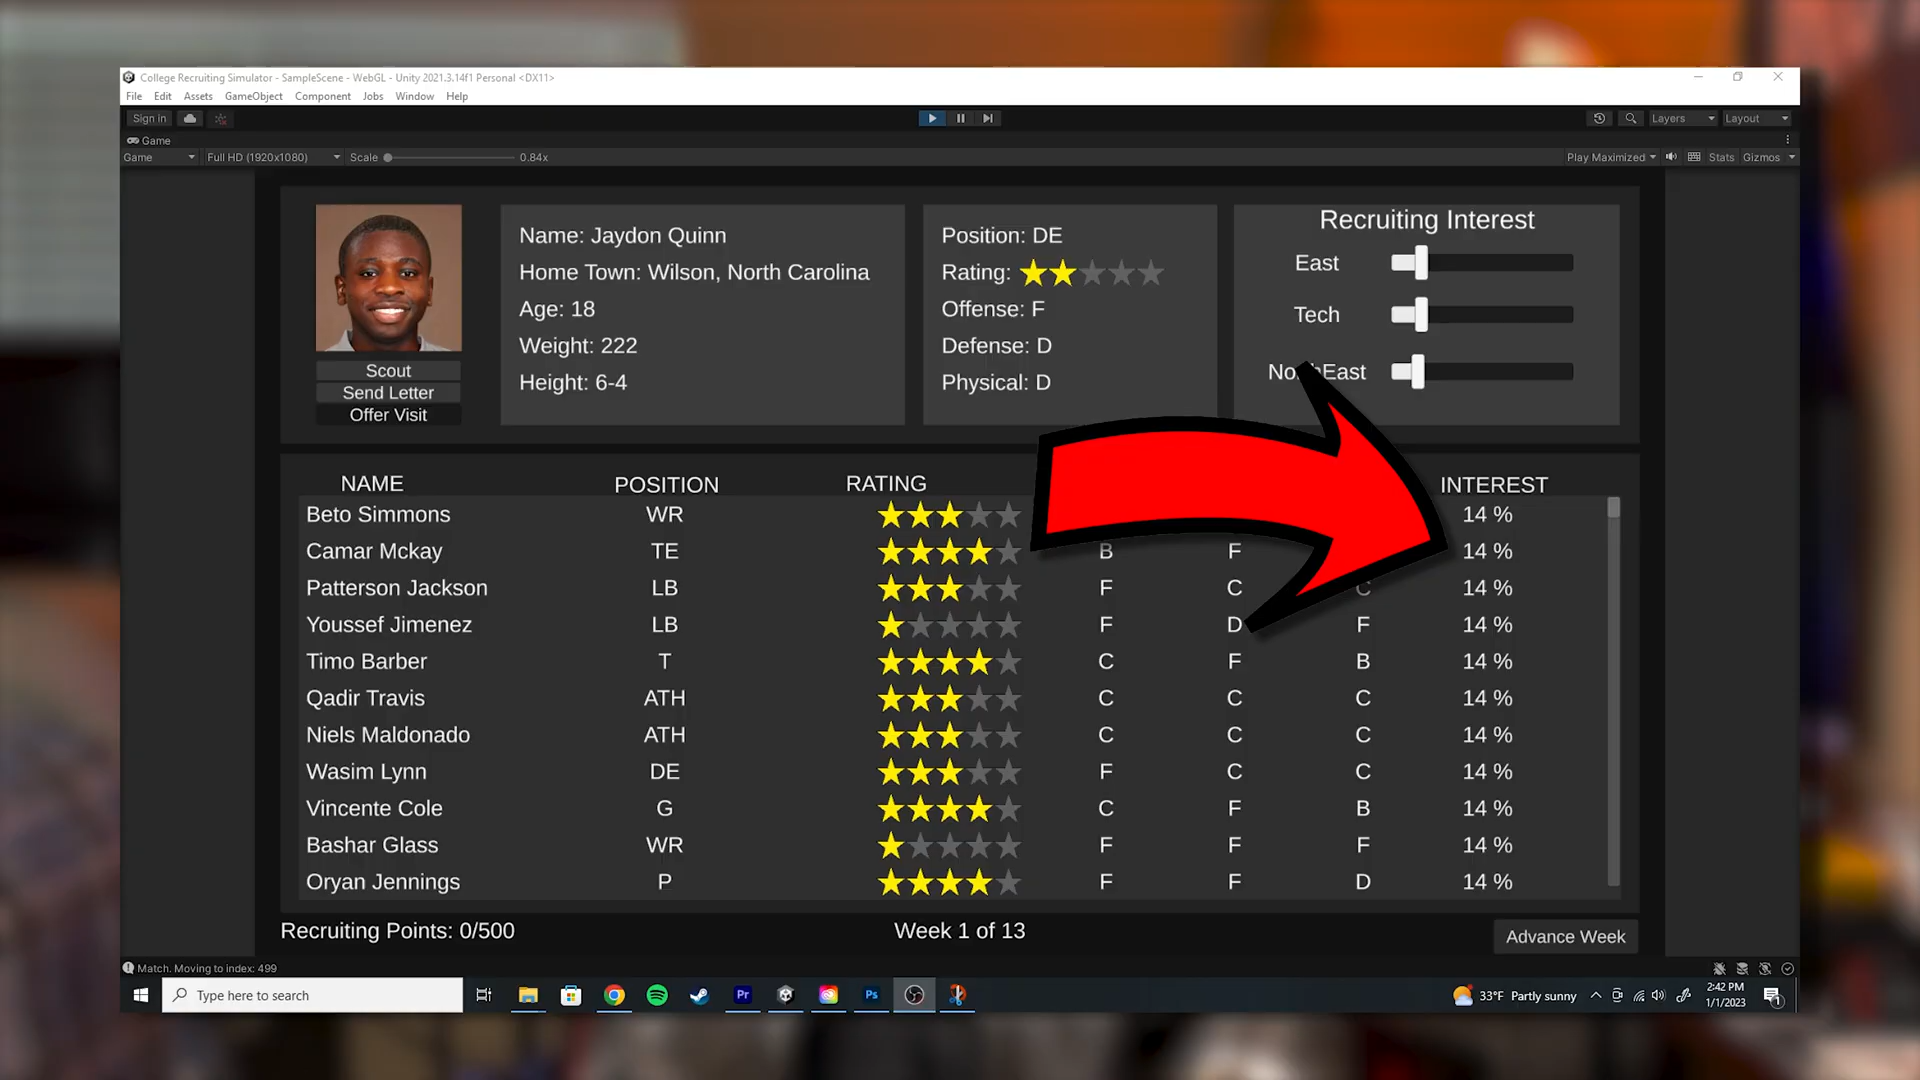 College Recruiting Simulator - SampleScene - WebGL - Unity 2021.3.14f1 Personal <DX11>
File Edit Assets GameObject Component Jobs Window Help
Sign in
Layers Layout
Game
Game Full HD (1920x1080) Scale 0.84x Play Maximized Stats Gizmos
Scout
Send Letter
Offer Visit
Name: Jaydon Quinn
Home Town: Wilson, North Carolina
Age: 18
Weight: 222
Height: 6-4
Position: DE
Rating:
Offense: F
Defense: D
Physical: D
Recruiting Interest
East
Tech
NorthEast
NAME POSITION RATING INTEREST
Beto Simmons WR 14 %
Camar Mckay TE B F 14 %
Patterson Jackson LB F C C 14 %
Youssef Jimenez LB F D F 14 %
Timo Barber T C F B 14 %
Qadir Travis ATH C C C 14 %
Niels Maldonado ATH C C C 14 %
Wasim Lynn DE F C C 14 %
Vincente Cole G C F B 14 %
Bashar Glass WR F F F 14 %
Oryan Jennings P F F D 14 %
Recruiting Points: 0/500 Week 1 of 13 Advance Week
Match. Moving to index: 499
Type here to search
Pr
Ps
33°F Partly sunny
2:42 PM
1/1/2023
1